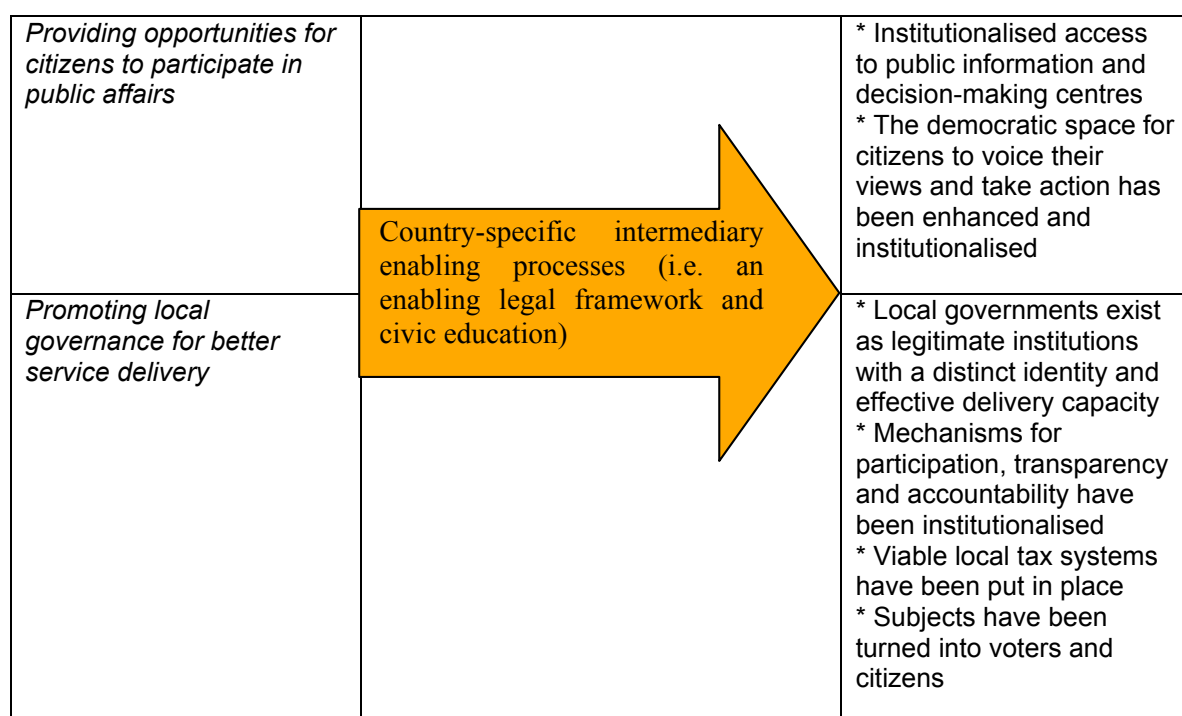 Providing opportunities for
citizens to participate in
public affairs
* Institutionalised access
to public information and
decision-making centres
* The democratic space for
citizens to voice their
views and take action has
been enhanced and
institutionalised
Country-specific intermediary
enabling processes (i.e. an
enabling legal framework and
civic education)
Promoting local
governance for better
service delivery
* Local governments exist
as legitimate institutions
with a distinct identity and
effective delivery capacity
* Mechanisms for
participation, transparency
and accountability have
been institutionalised
* Viable local tax systems
have been put in place
* Subjects have been
turned into voters and
citizens